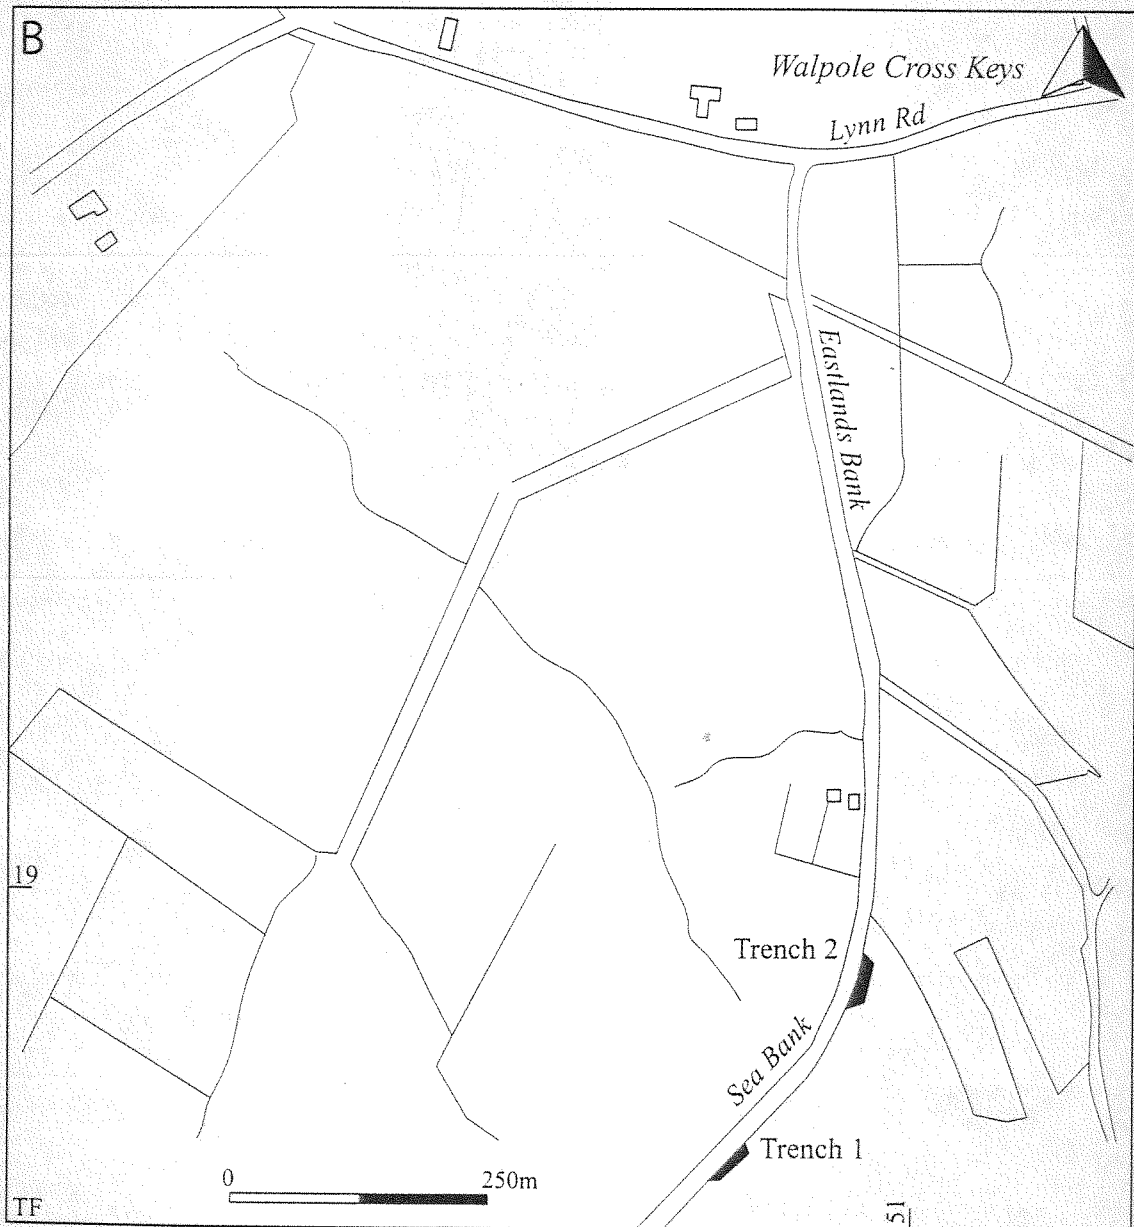 B
Walpole Cross Keys
Lynn Rd
Eastlands Bank
19
Trench 2
Sea Bank
Trench 1
0 250m
TF
51